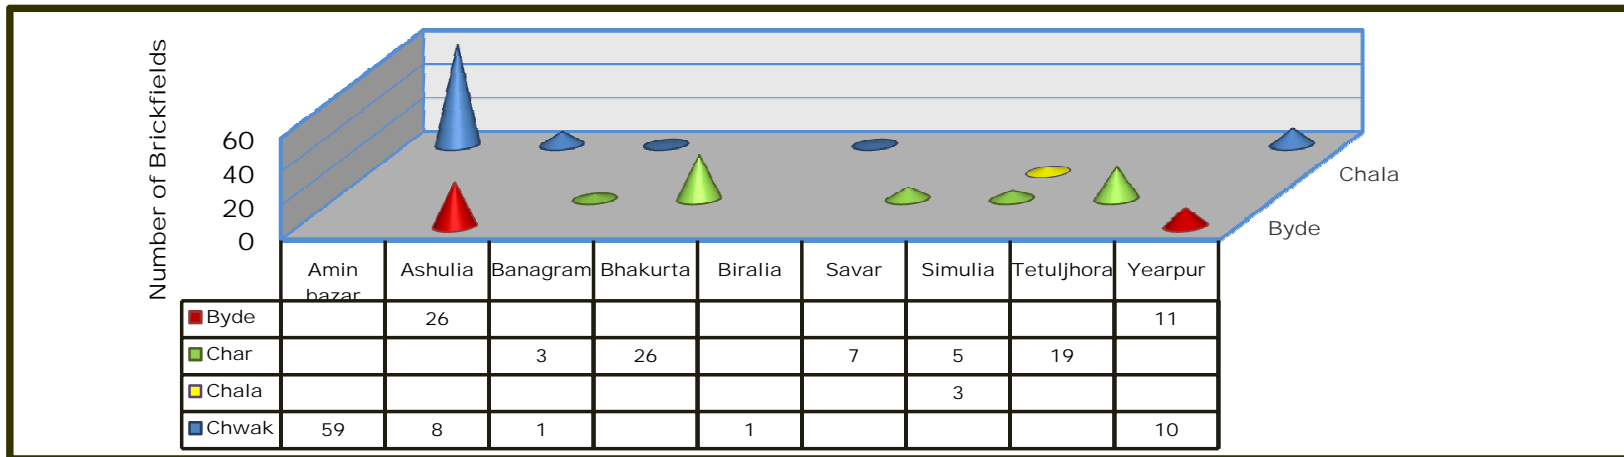 Number of Brickfields
60
40
20
0
Chala
Byde
Amin bazar Ashulia Banagram Bhakurta Biralia Savar Simulia Tetuljhora Yearpur
Byde 26 11
Char 3 26 7 5 19
Chala 3
Chwak 59 8 1 1 10